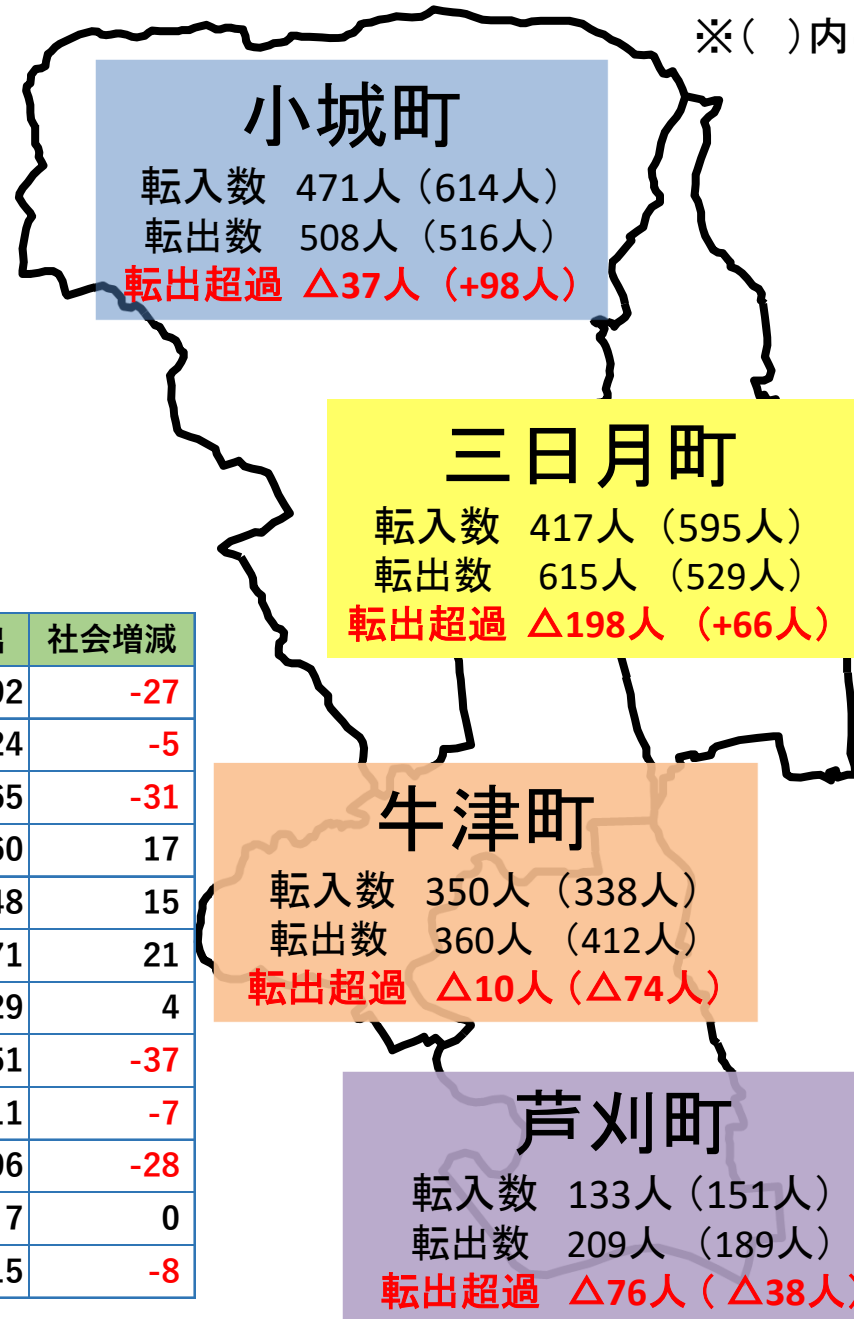 ※(　)内
小城町
転入数 471人（614人）
転出数 508人（516人）
転出超過 △37人（+98人）
三日月町
転入数 417人（595人）
転出数 615人（529人）
転出超過 △198人（+66人）
社会増減
-27
-5
-31
17
15
21
4
-37
-7
-28
7 0
-8
牛津町
転入数 350人（338人）
転出数 360人（412人）
転出超過 △10人（△74人）
芦刈町
転入数 133人（151人）
転出数 209人（189人）
転出超過 △76人（△38人）